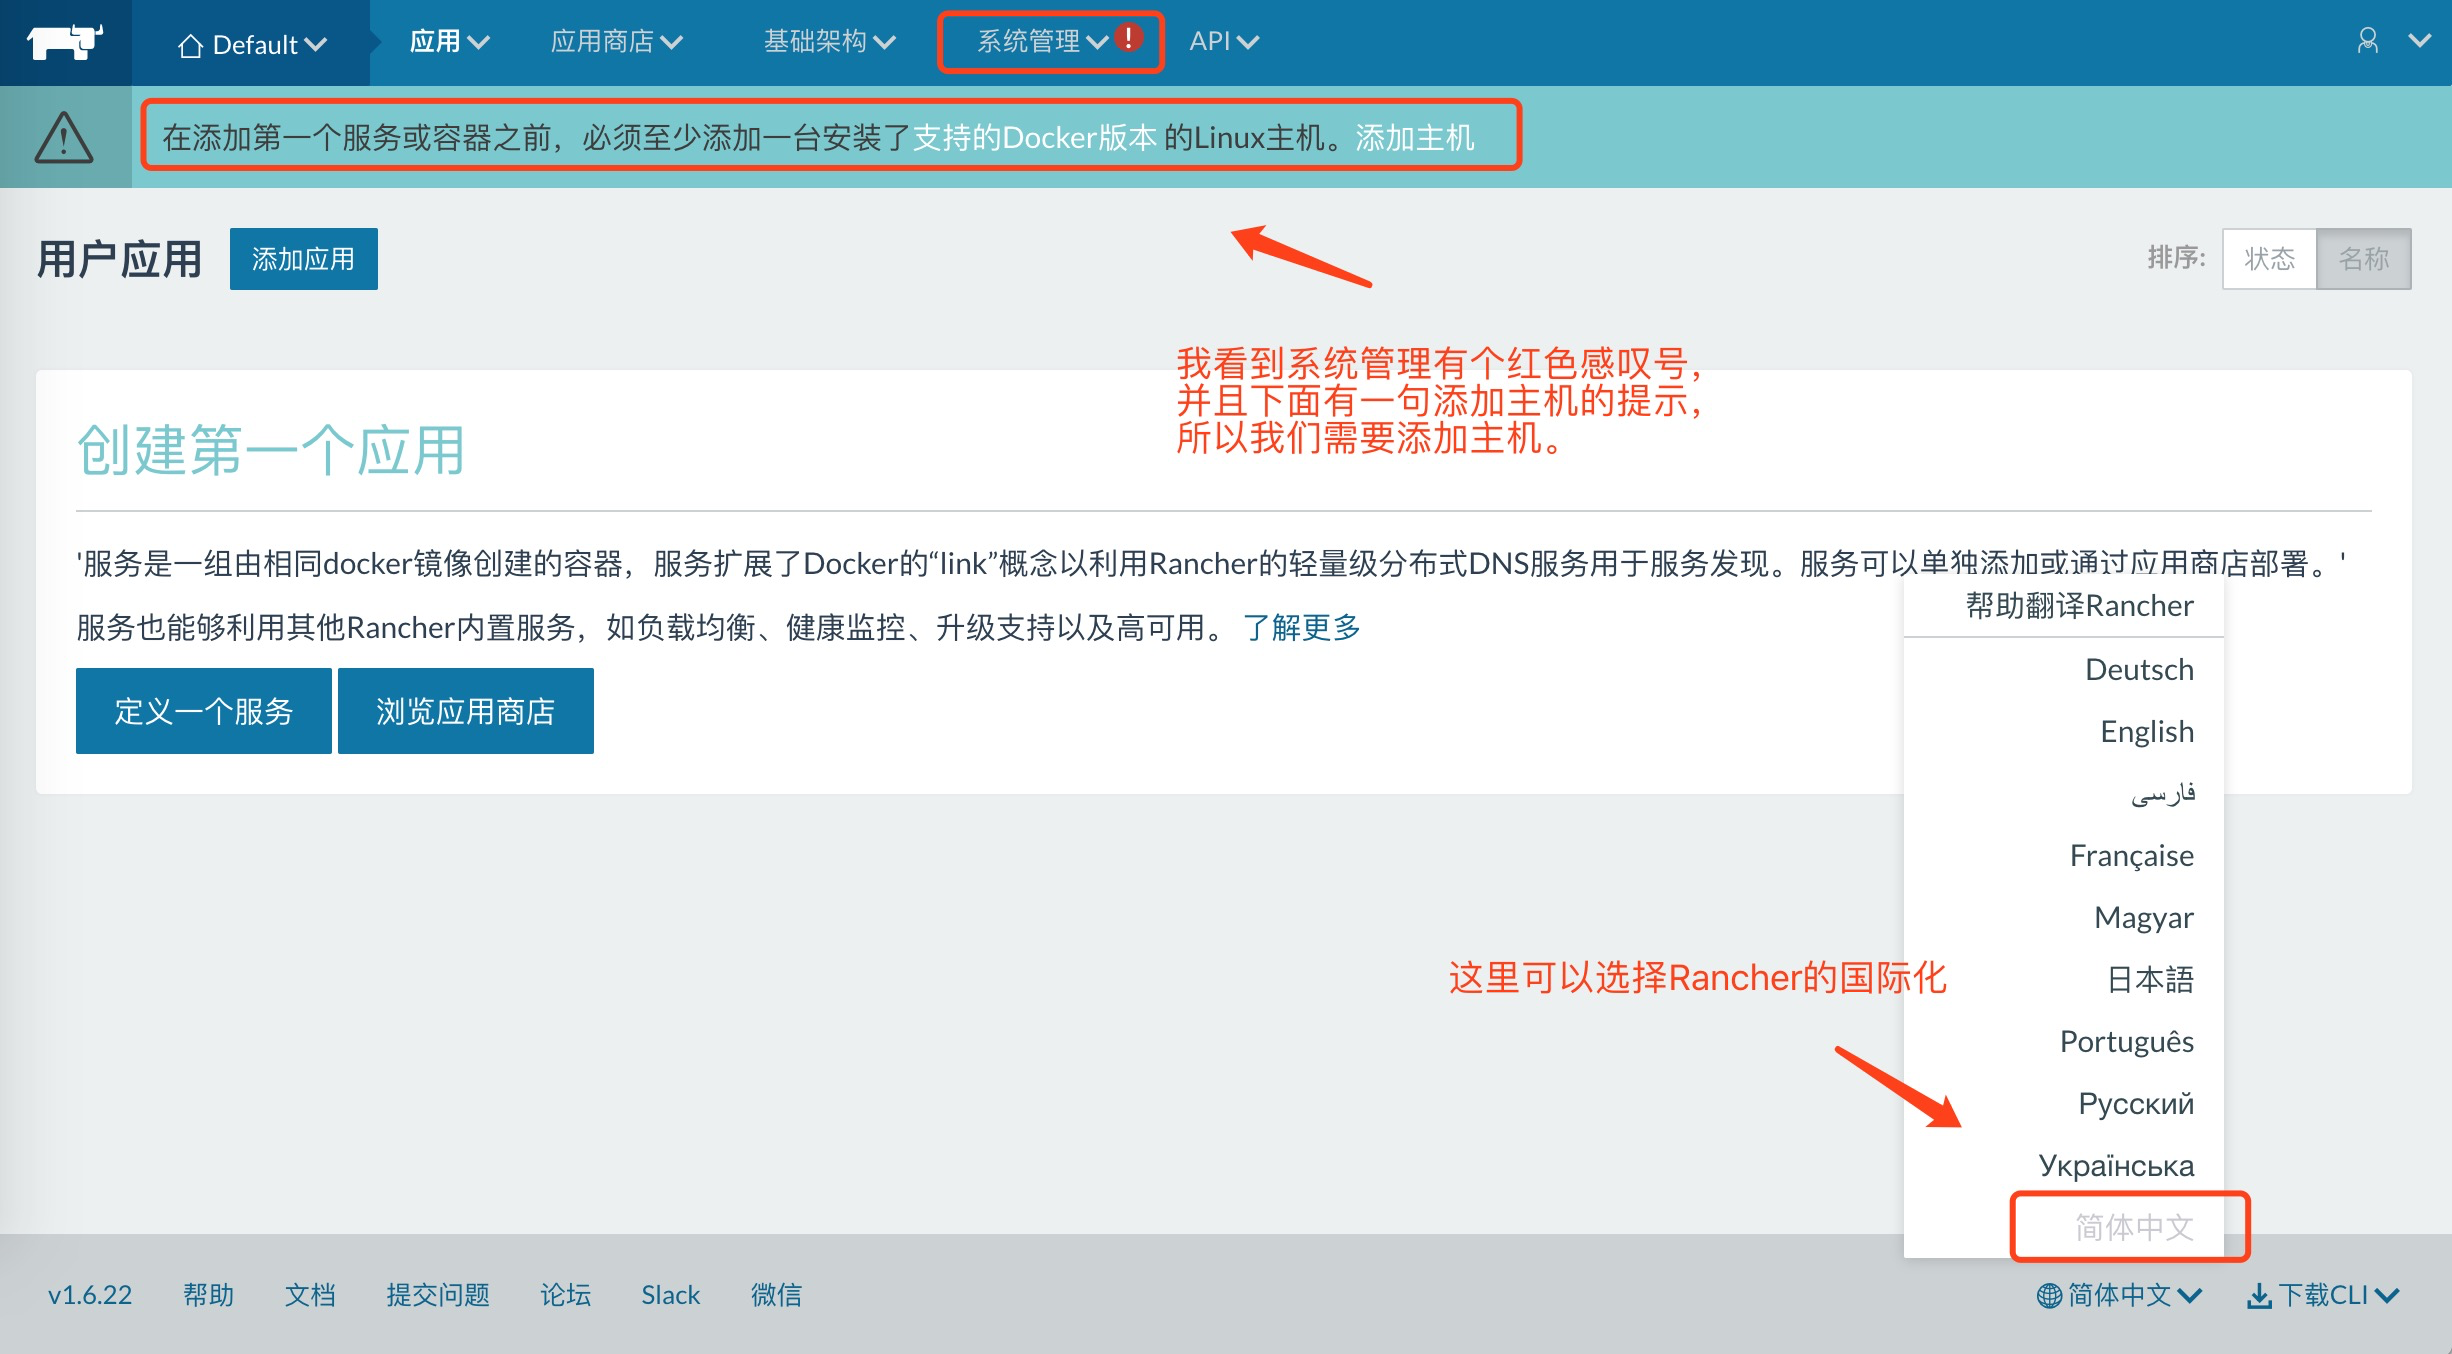 Default
应用
应用商店
基础架构
系统管理
API
在添加第一个服务或容器之前，必须至少添加一台安装了支持的Docker版本 的Linux主机。添加主机
用户应用
添加应用
排序:
状态
名称
我看到系统管理有个红色感叹号，
并且下面有一句添加主机的提示，
所以我们需要添加主机。
创建第一个应用
'服务是一组由相同docker镜像创建的容器，服务扩展了Docker的“link”概念以利用Rancher的轻量级分布式DNS服务用于服务发现。服务可以单独添加或通过应用商店部署。'
服务也能够利用其他Rancher内置服务，如负载均衡、健康监控、升级支持以及高可用。 了解更多
定义一个服务
浏览应用商店
帮助翻译Rancher
Deutsch
English
فارسی
Française
Magyar
日本語
Português
Русский
Українська
简体中文
这里可以选择Rancher的国际化
v1.6.22
帮助
文档
提交问题
论坛
Slack
微信
简体中文
下载CLI